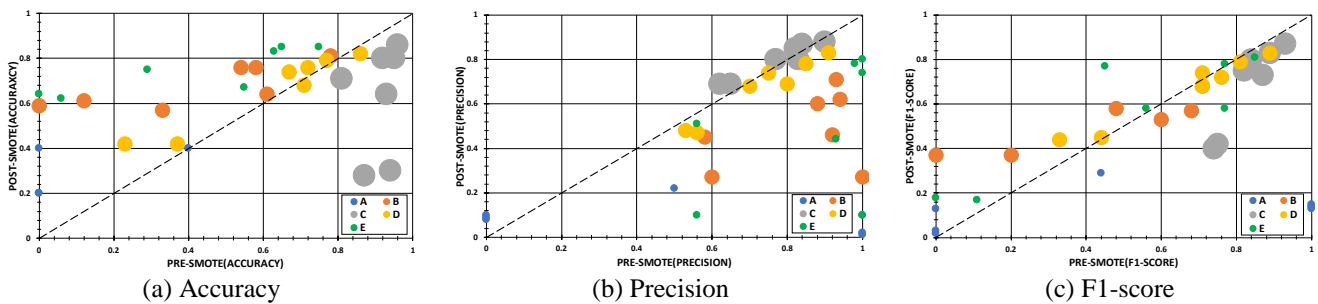 POST-SMOTE(ACCURACY)
1
0.8
0.6
0.4
0.2
0
0 0.2 0.4 0.6 0.8 1
PRE-SMOTE(ACCURACY)
A B
C D
E
(a) Accuracy
POST-SMOTE(PRECISION)
1
0.8
0.6
0.4
0.2
0
0 0.2 0.4 0.6 0.8 1
PRE-SMOTE(PRECISION)
A B
C D
E
(b) Precision
POST-SMOTE(F1-SCORE)
1
0.8
0.6
0.4
0.2
0
0 0.2 0.4 0.6 0.8 1
PRE-SMOTE(F1-SCORE)
A B
C D
E
(c) F1-score